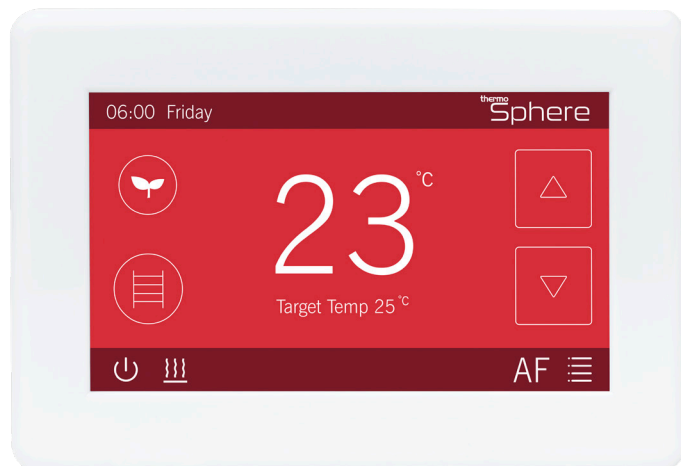 06:00 Friday
thermo
Sphere
23°C
Target Temp 25°C
AF